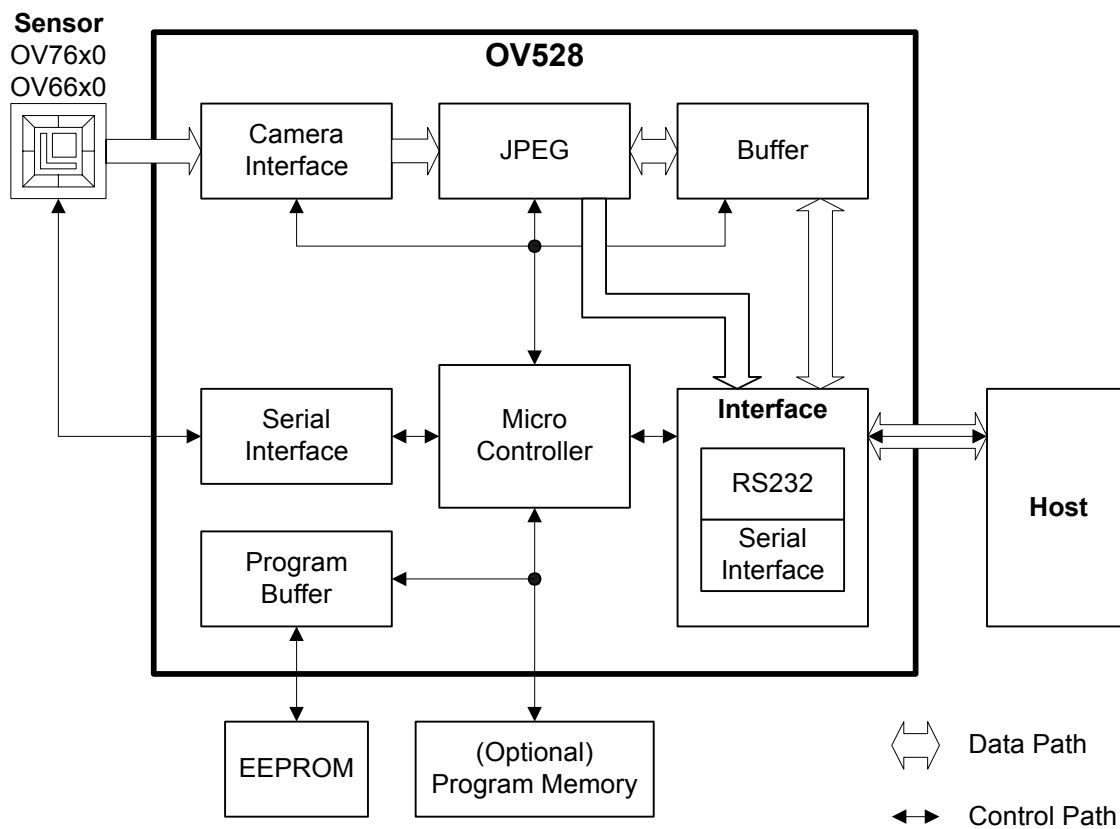 Sensor
OV76x0
OV66x0
OV528
Camera
Interface
JPEG
Buffer
Serial
Interface
Micro
Controller
Interface
RS232
Serial
Interface
Host
Program
Buffer
EEPROM
(Optional)
Program Memory
Data Path
Control Path